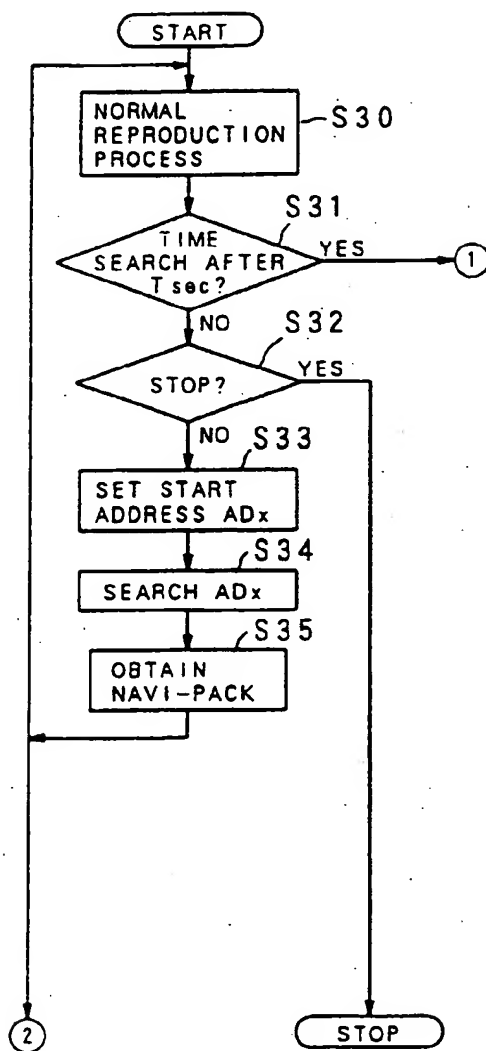 START
NORMAL
REPRODUCTION
PROCESS
S30
S31
TIME
SEARCH AFTER
Tsec?
YES
1
NO
S32
STOP?
YES
NO
S33
SET START
ADDRESS ADx
S34
SEARCH ADx
S35
OBTAIN
NAVI-PACK
2
STOP